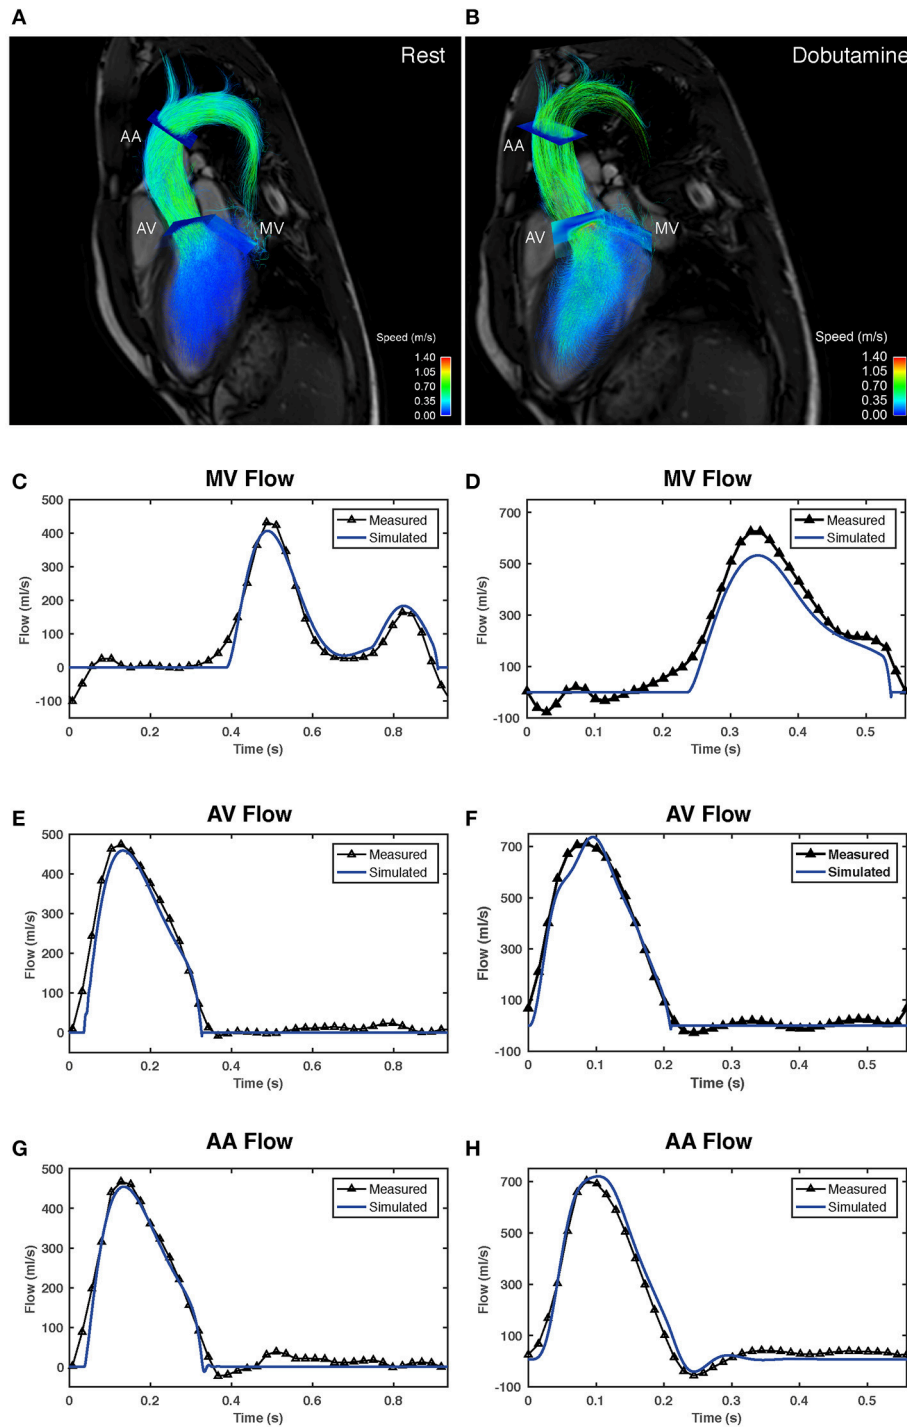 A
B
Rest
Dobutamine
AA
AV
MV
AA
AV
MV
Speed (m/s)
1.40
1.05
0.70
0.35
0.00
Speed (m/s)
1.40
1.05
0.70
0.35
0.00
C
MV Flow
500
400
300
200
100
0
-100
Flow (ml/s)
Measured
Simulated
0
0.2
0.4
0.6
0.8
Time (s)
D
MV Flow
700
500
300
100
-100
Flow (ml/s)
Measured
Simulated
0
0.1
0.2
0.3
0.4
0.5
Time (s)
E
AV Flow
500
400
300
200
100
0
Flow (ml/s)
Measured
Simulated
0
0.2
0.4
0.6
0.8
Time (s)
F
AV Flow
700
500
300
100
-100
Flow (ml/s)
Measured
Simulated
0
0.1
0.2
0.3
0.4
0.5
Time (s)
G
AA Flow
500
400
300
200
100
0
Flow (ml/s)
Measured
Simulated
0
0.2
0.4
0.6
0.8
Time (s)
H
AA Flow
700
500
300
100
-100
Flow (ml/s)
Measured
Simulated
0
0.1
0.2
0.3
0.4
0.5
Time (s)